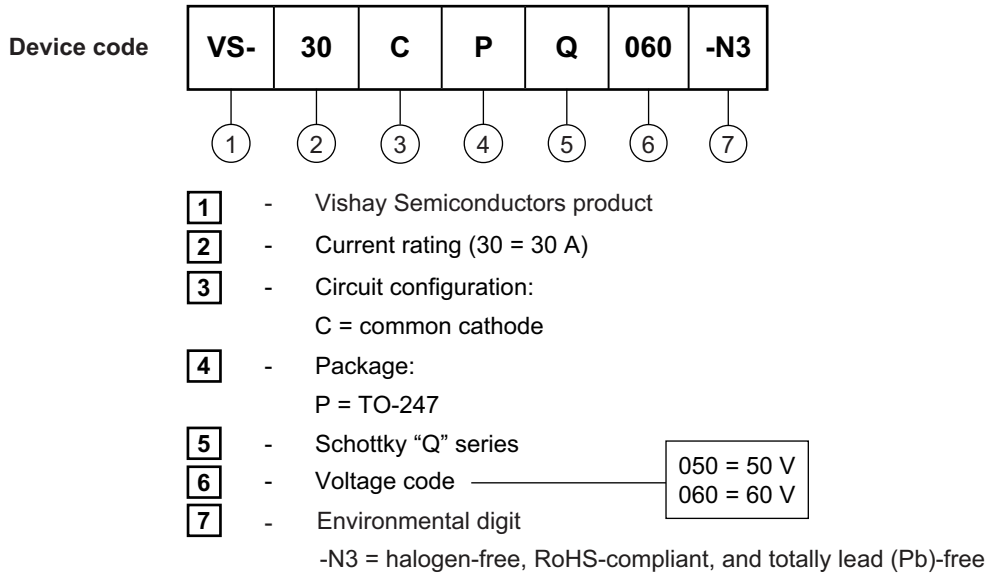 Device code VS- 30 C P Q 060 -N3
1 2 3 4 5 6 7
1 - Vishay Semiconductors product
2 - Current rating (30 = 30 A)
3 - Circuit configuration:
C = common cathode
4 - Package:
P = TO-247
5 - Schottky “Q” series
6 - Voltage code
050 = 50 V
060 = 60 V
7 - Environmental digit
-N3 = halogen-free, RoHS-compliant, and totally lead (Pb)-free